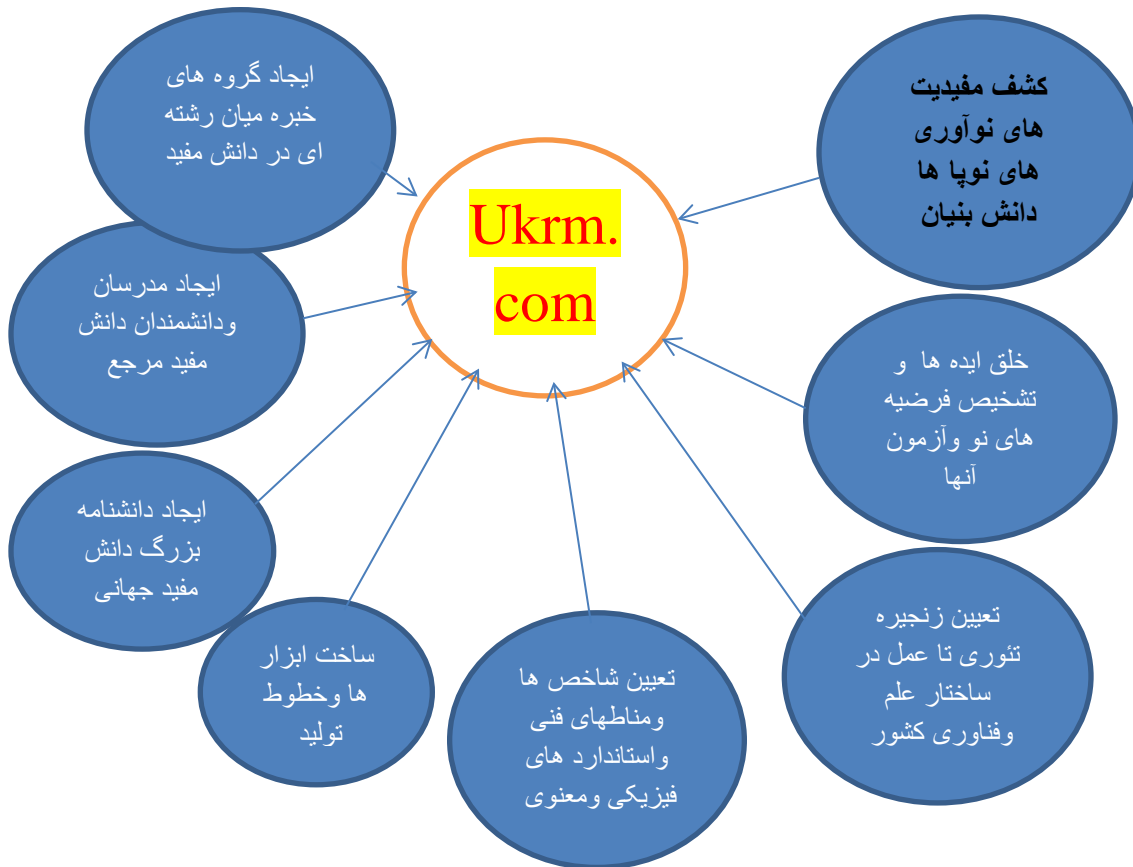 ایجاد گروه های
خبره میان رشته
ای در دانش مفید
کشف مفیدیت
های نوآوری
های نوپا ها
دانش بنیان
Ukrm.
com
ایجاد مدرسان
ودانشمندان دانش
مفید مرجع
خلق ایده ها و
تشخیص فرضیه
های نو وآزمون
آنها
ایجاد دانشنامه
بزرگ دانش
مفید جهانی
ساخت ابزار
ها وخطوط
تولید
تعیین شاخص ها
ومناطهای فنی
واستاندارد های
فیزیکی ومعنوی
تعیین زنجیره
تئوری تا عمل در
ساختار علم
وفناوری کشور